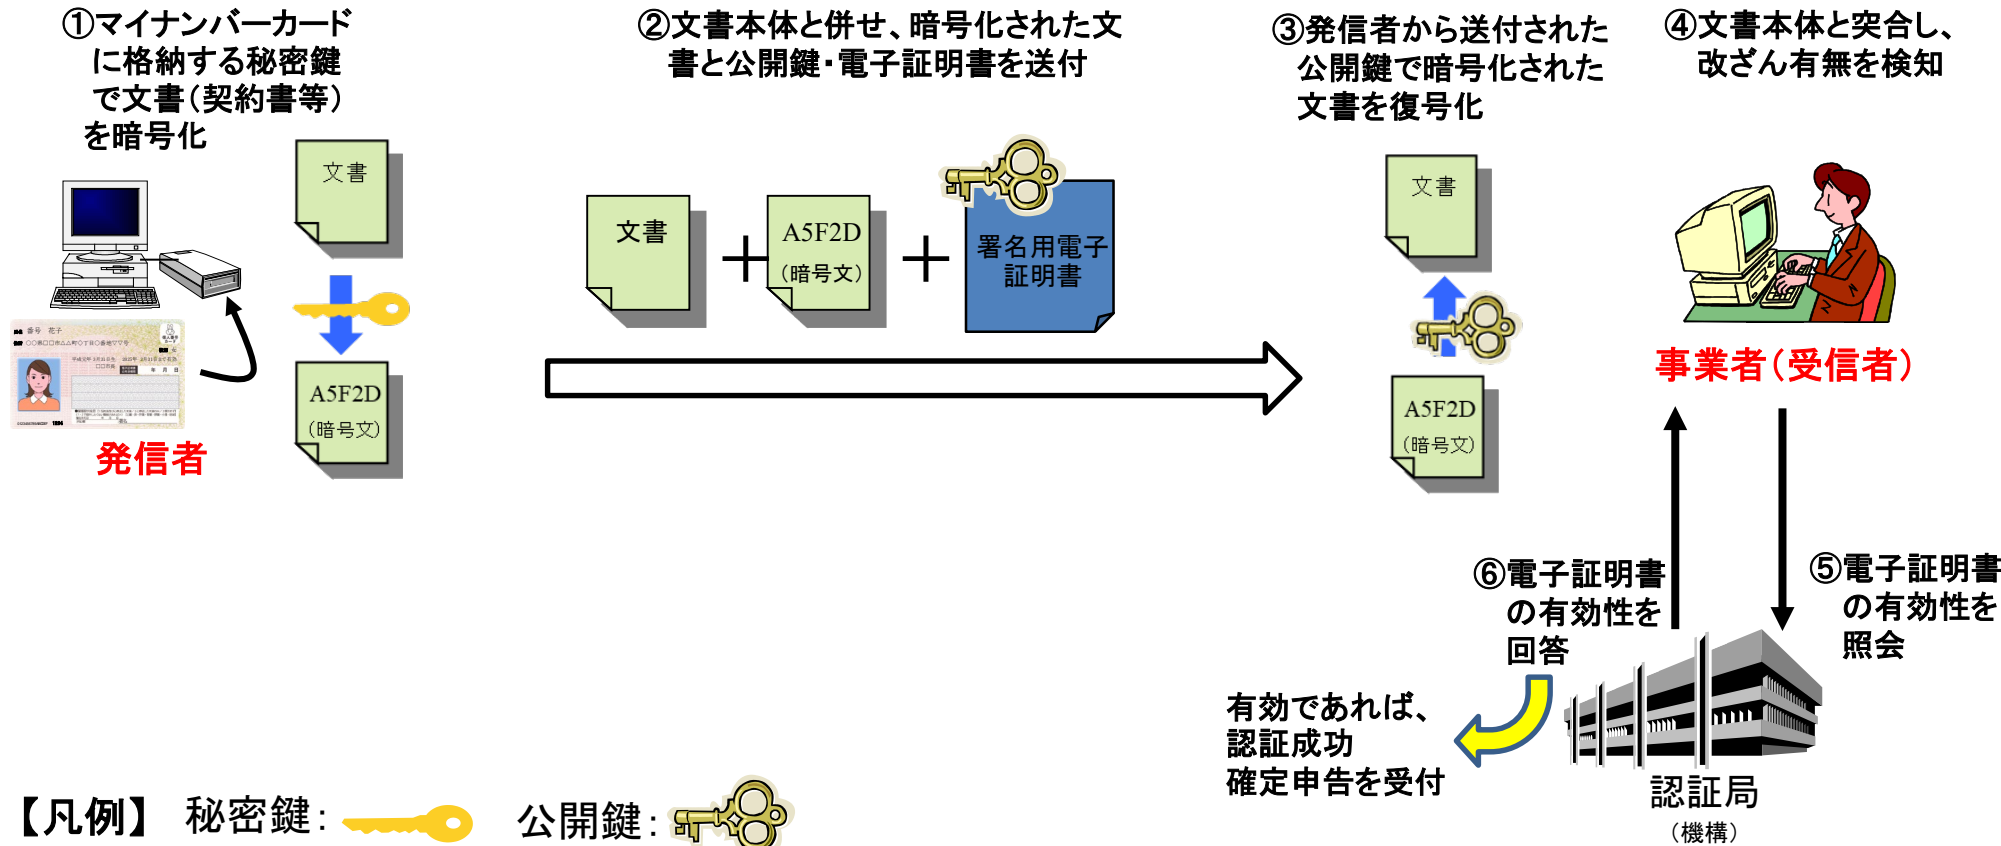 ①マイナンバーカード
に格納する秘密鍵
で文書(契約書等)
を暗号化
文書
A5F2D
(暗号文)
番号 花子
発信者
②文書本体と併せ、暗号化された文
書と公開鍵・電子証明書を送付
文書
A5F2D
(暗号文)
署名用電子
証明書
③発信者から送付された
公開鍵で暗号化された
文書を復号化
文書
A5F2D
(暗号文)
④文書本体と突合し、
改ざん有無を検知
事業者(受信者)
⑤電子証明書
の有効性を
照会
⑥電子証明書
の有効性を
回答
有効であれば、
認証成功
確定申告を受付
認証局
(機構)
【凡例】 秘密鍵: 公開鍵: